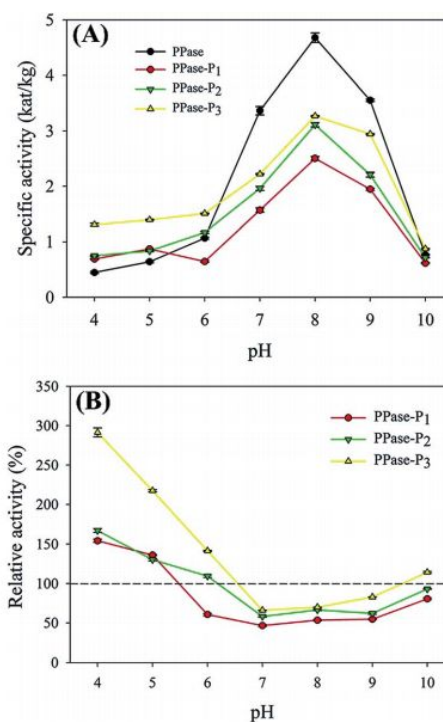 (A)
PPase
PPase-P1
PPase-P2
PPase-P3
Specific activity (kat/kg)
5
4
3
2
1
0
4 5 6 7 8 9 10
pH
(B)
PPase-P1
PPase-P2
PPase-P3
Relative activity (%)
350
300
250
200
150
100
50
0
4 5 6 7 8 9 10
pH